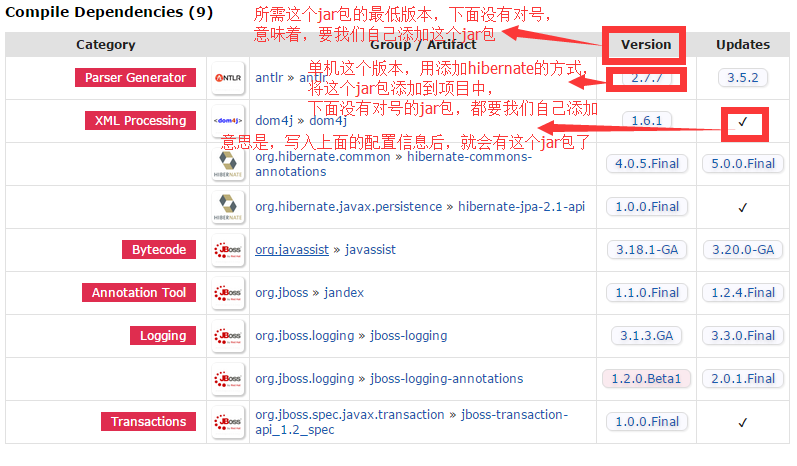 Compile Dependencies (9)
所需这个jar包的最低版本，下面没有对号，
意味着，要我们自己添加这个jar包
Category Group / Artifact Version Updates
单机这个版本，用添加hibernate的方式，
Parser Generator ANTLR antlr » antlr 2.7.7 3.5.2
将这个jar包添加到项目中，
下面没有对号的jar包，都要我们自己添加
XML Processing dom4j dom4j » dom4j 1.6.1 ✓
意思是，写入上面的配置信息后，就会有这个jar包了
HIBERNATE org.hibernate.common » hibernate-commons- 4.0.5.Final 5.0.0.Final
annotations
HIBERNATE org.hibernate.javax.persistence » hibernate-jpa-2.1-api 1.0.0.Final ✓
Bytecode JBoss org.javassist » javassist 3.18.1-GA 3.20.0-GA
Annotation Tool JBoss org.jboss » jandex 1.1.0.Final 1.2.4.Final
Logging JBoss org.jboss.logging » jboss-logging 3.1.3.GA 3.3.0.Final
JBoss org.jboss.logging » jboss-logging-annotations 1.2.0.Beta1 2.0.1.Final
Transactions JBoss org.jboss.spec.javax.transaction » jboss-transaction- 1.0.0.Final ✓
api_1.2_spec